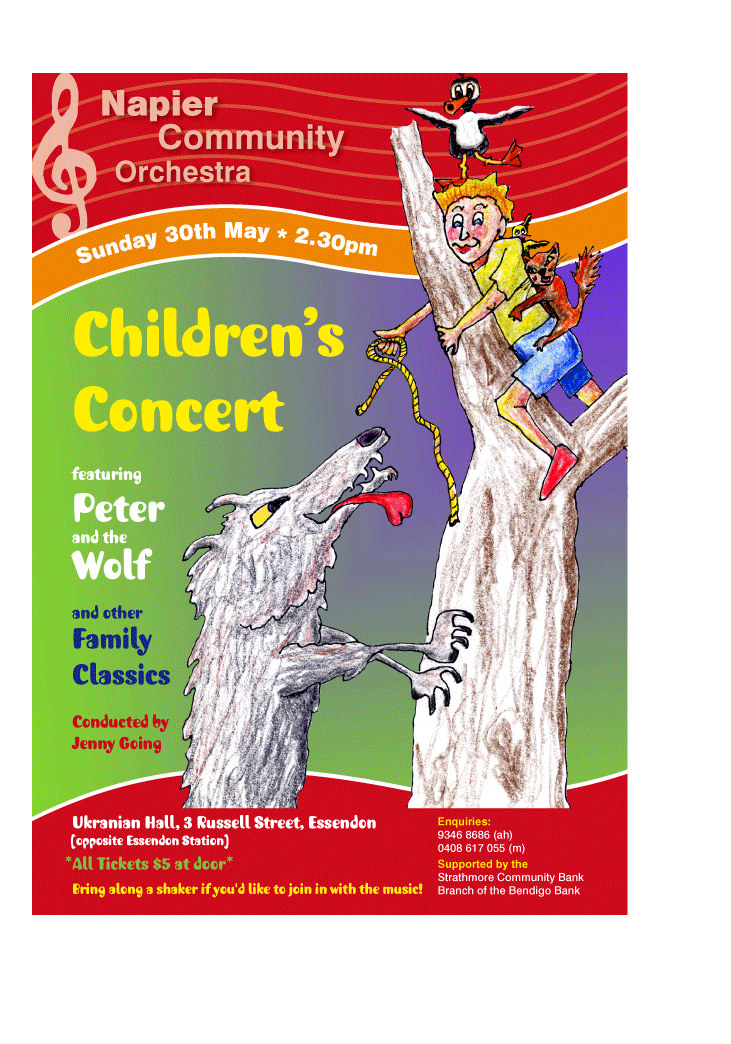 Napier
Community
Orchestra
Sunday 30th May * 2.30pm
Children's
Concert
featuring
Peter
and the
Wolf
and other
Family
Classics
Conducted by
Jenny Going
Ukranian Hall, 3 Russell Street, Essendon
(opposite Essendon Station)
*All Tickets $5 at door*
Bring along a shaker if you'd like to join in with the music!
Enquiries:
9346 8686 (ah)
0408 617 055 (m)
Supported by the
Strathmore Community Bank
Branch of the Bendigo Bank